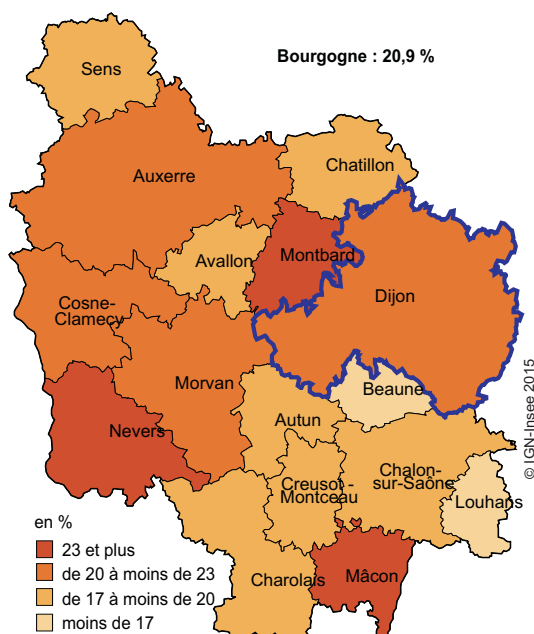 Bourgogne : 20,9 %
Sens
Auxerre
Chatillon
Avallon
Montbard
Dijon
Cosne-
Clamecy
Morvan
Beaune
Nevers
Autun
Creusot -
Montceau
Chalon-
sur-Saône
Louhans
Charolais
Mâcon
© IGN-Insee 2015
en %
23 et plus
de 20 à moins de 23
de 17 à moins de 20
moins de 17